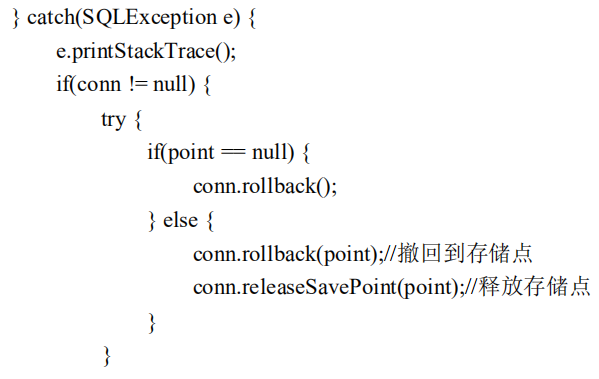 } catch(SQLException e) {
e.printStackTrace();
if(conn != null) {
try {
if(point == null) {
conn.rollback();
} else {
conn.rollback(point);//撤回到存储点
conn.releaseSavePoint(point);//释放存储点
}
}